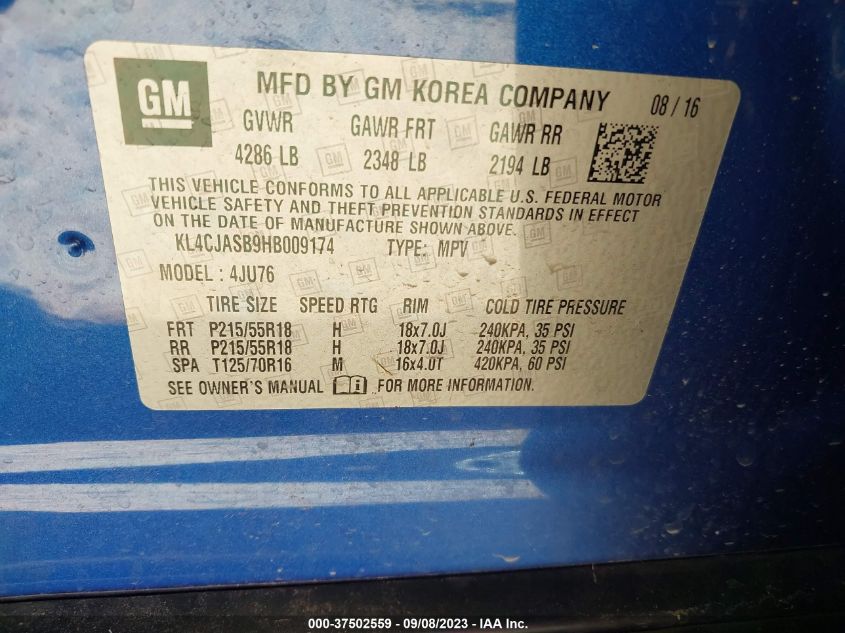 GM
MFD BY GM KOREA COMPANY 08 / 16
GVWR GAWR FRT GAWR RR
4286 LB 2348 LB 2194 LB
THIS VEHICLE CONFORMS TO ALL APPLICABLE U.S. FEDERAL MOTOR
VEHICLE SAFETY AND THEFT PREVENTION STANDARDS IN EFFECT
ON THE DATE OF MANUFACTURE SHOWN ABOVE.
KL4CJASB9HB009174 TYPE: MPV
MODEL : 4JU76
TIRE SIZE SPEED RTG RIM COLD TIRE PRESSURE
FRT P215/55R18 H 18x7.0J 240KPA, 35 PSI
RR P215/55R18 H 18x7.0J 240KPA, 35 PSI
SPA T125/70R16 M 16x4.0T 420KPA, 60 PSI
SEE OWNER'S MANUAL i FOR MORE INFORMATION.
000-37502559 - 09/08/2023 - IAA Inc.